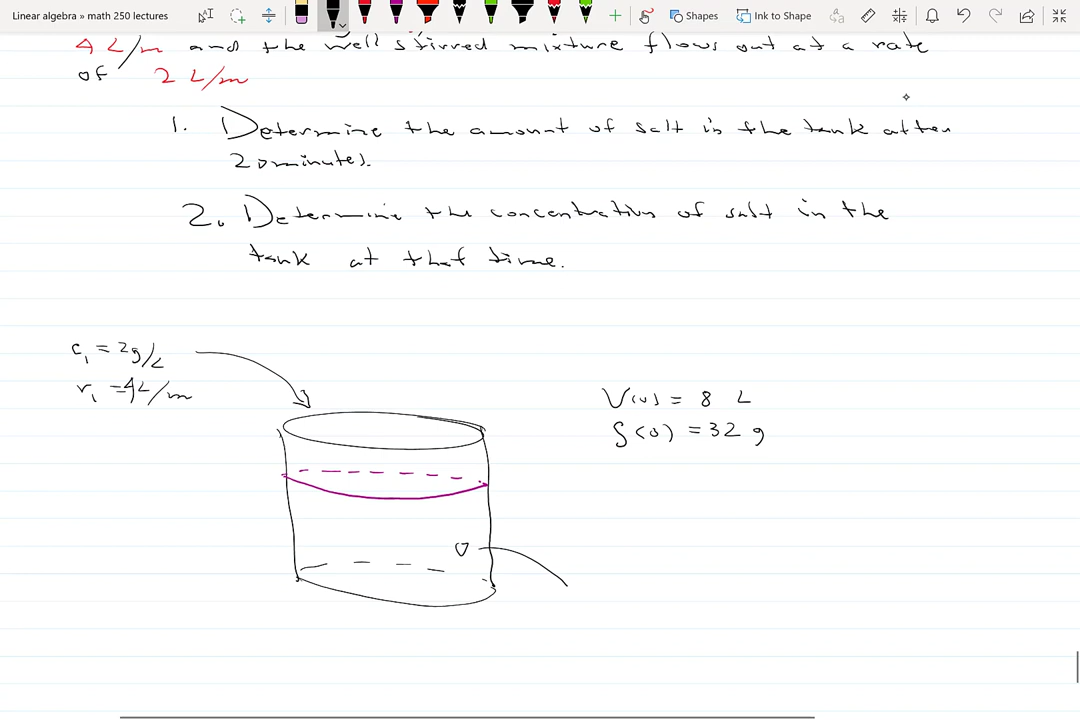 Linear algebra » math 250 lectures
Shapes
Ink to Shape
4 L/m and the well stirred mixture flows out at a rate
of 2 L/m
1. Determine the amount of salt in the tank after
20 minutes.
2. Determine the concentration of salt in the
tank at that time.
c₁ = 2g/L
r₁ = 4L/m
V(0) = 8 L
S(0) = 32 g